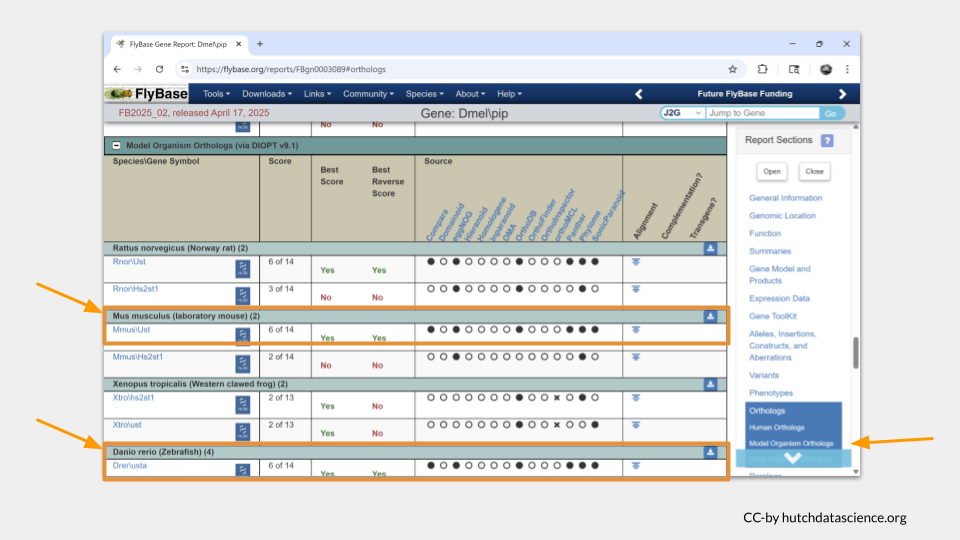 FlyBase Gene Report: Dmel\pip
https://flybase.org/reports/FBgn0003089#orthologs
FlyBase Tools Downloads Links Community Species About Help Future FlyBase Funding
FB2025_02, released April 17, 2025 Gene: Dmel\pip J2G Jump to Gene Go
No No
Model Organism Orthologs (via DIOPT v9.1)
Species\Gene Symbol Score Best Score Best Reverse Score Source
Compara Domainoid eggNOG Hieranoid Homologene Inparanoid OMA OrthoDB OrthoFinder OrthoInspector orthoMCL Panther Phylome SonicParanoid Alignment Complementation? Transgene?
Rattus norvegicus (Norway rat) (2)
Rnor\Ust 6 of 14 Yes Yes
Rnor\Hs2st1 3 of 14 No No
Mus musculus (laboratory mouse) (2)
Mmus\Ust 6 of 14 Yes Yes
Mmus\Hs2st1 2 of 14 No No
Xenopus tropicalis (Western clawed frog) (2)
Xtro\hs2st1 2 of 13 Yes No
Xtro\ust 2 of 13 Yes No
Danio rerio (Zebrafish) (4)
Drer\usta 6 of 14 Yes Yes
Report Sections ?
Open Close
General Information
Genomic Location
Function
Summaries
Gene Model and
Products
Expression Data
Gene ToolKit
Alleles, Insertions,
Constructs, and
Aberrations
Variants
Phenotypes
Orthologs
Human Orthologs
Model Organism Orthologs
CC-by hutchdatascience.org